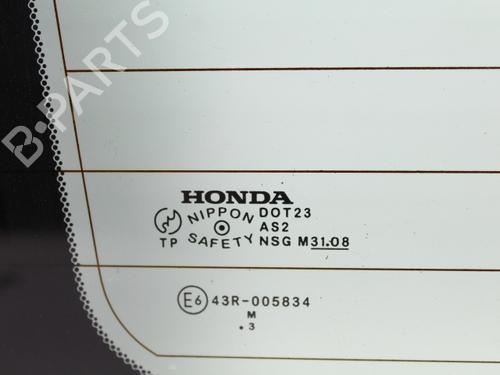 B-PARTS
HONDA
NIPPON DOT23
AS2
TP SAFETY NSG M31.08
E6 43R-005834
M
.3